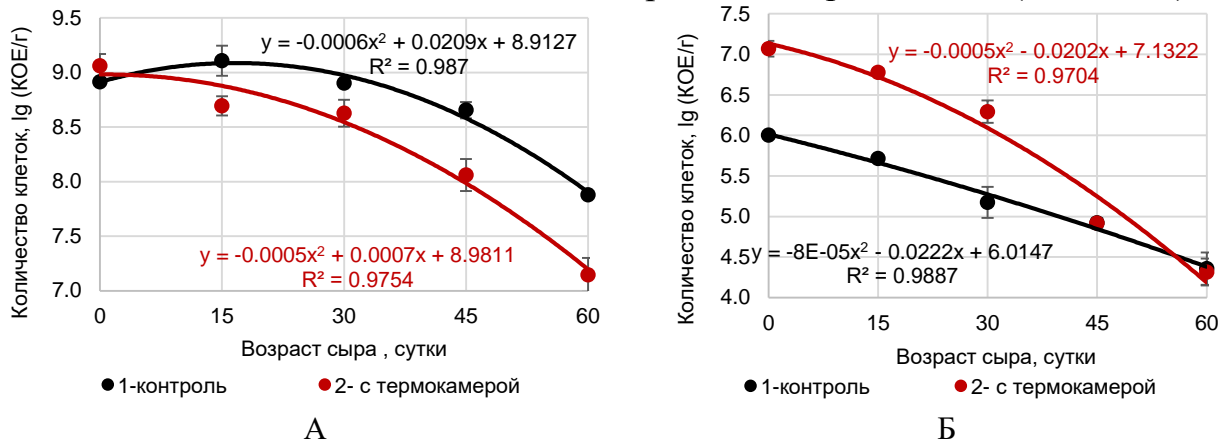 9.5
9.0
8.5
8.0
7.5
7.0
Количество клеток, lg (КОЕ/г)
y = -0.0006x² + 0.0209x + 8.9127
R² = 0.987
y = -0.0005x² + 0.0007x + 8.9811
R² = 0.9754
0 15 30 45 60
Возраст сыра , сутки
1-контроль 2- с термокамерой
А
7.5
7.0
6.5
6.0
5.5
5.0
4.5
4.0
Количество клеток, lg (КОЕ/г)
y = -0.0005x² - 0.0202x + 7.1322
R² = 0.9704
y = -8E-05x² - 0.0222x + 6.0147
R² = 0.9887
0 15 30 45 60
Возраст сыра, сутки
1-контроль 2- с термокамерой
Б